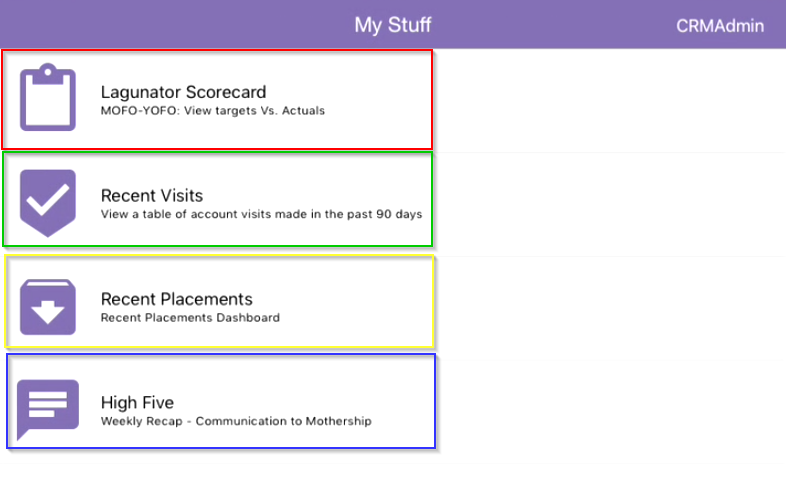 My Stuff
CRMAdmin
Lagunator Scorecard
MOFO-YOFO: View targets Vs. Actuals
Recent Visits
View a table of account visits made in the past 90 days
Recent Placements
Recent Placements Dashboard
High Five
Weekly Recap - Communication to Mothership